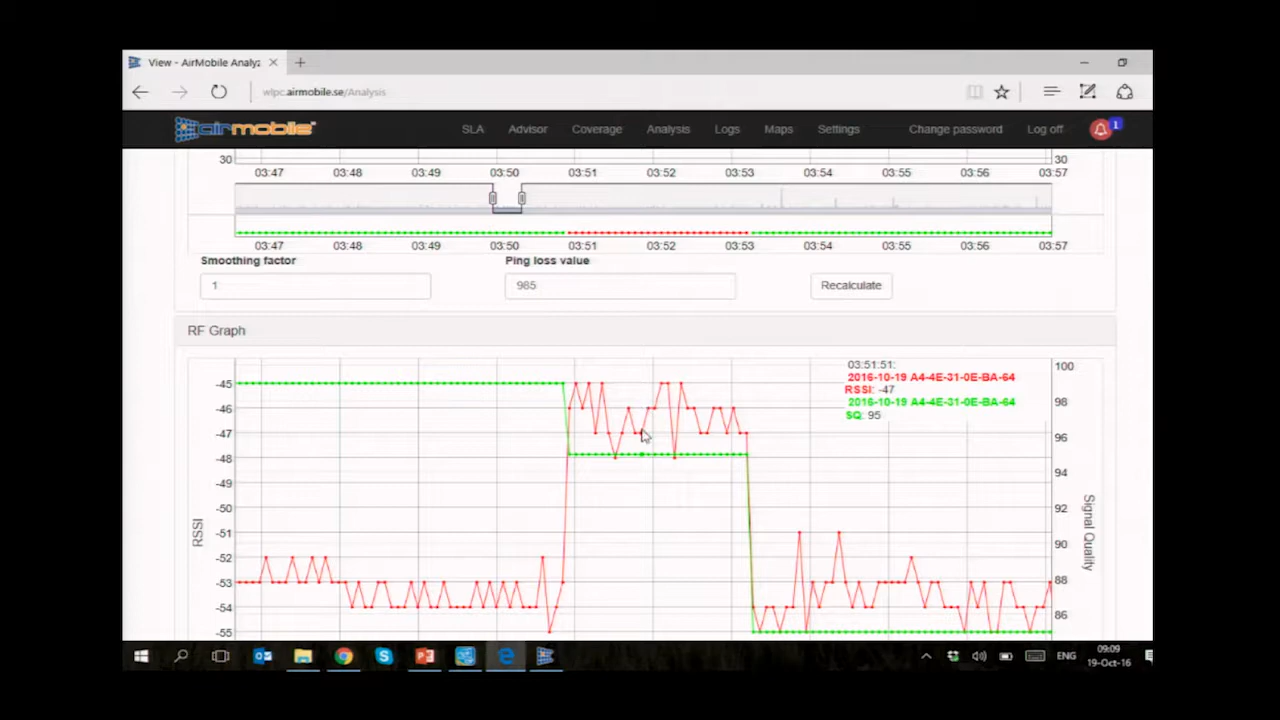 View - AirMobile Analyz
wlpc.airmobile.se/Analysis
airmobile
SLA Advisor Coverage Analysis Logs Maps Settings Change password Log off 1
30 30
03:47 03:48 03:49 03:50 03:51 03:52 03:53 03:54 03:55 03:56 03:57
03:47 03:48 03:49 03:50 03:51 03:52 03:53 03:54 03:55 03:56 03:57
Smoothing factor Ping loss value
1 985 Recalculate
RF Graph
03:51:51:
2016-10-19 A4-4E-31-0E-BA-64
RSSI: -47
2016-10-19 A4-4E-31-0E-BA-64
SQ: 95
-45
-46
-47
-48
-49
-50
-51
-52
-53
-54
-55
RSSI
100
98
96
94
92
90
88
86
Signal Quality
ENG
09:09
19-Oct-16